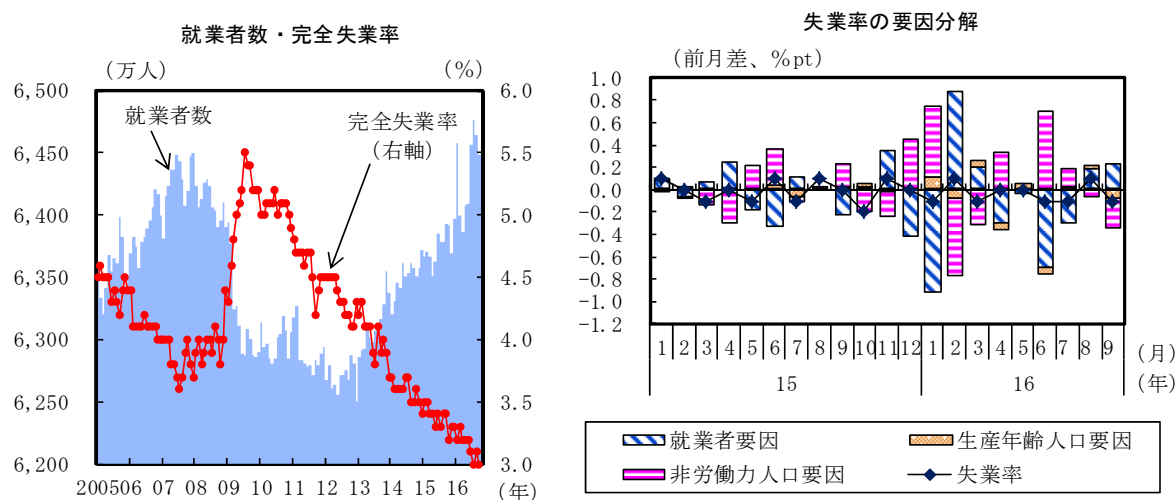 就業者数・完全失業率
（万人）
（％）
6,500
6,450
6,400
6,350
6,300
6,250
6,200
6.0
5.5
5.0
4.5
4.0
3.5
3.0
就業者数
完全失業率
（右軸）
2005 06 07 08 09 10 11 12 13 14 15 16
（年）
失業率の要因分解
（前月差、％pt）
1.0
0.8
0.6
0.4
0.2
0.0
-0.2
-0.4
-0.6
-0.8
-1.0
-1.2
1 2 3 4 5 6 7 8 9 10 11 12 1 2 3 4 5 6 7 8 9
（月）
15 16
（年）
就業者要因 生産年齢人口要因
非労働力人口要因 失業率